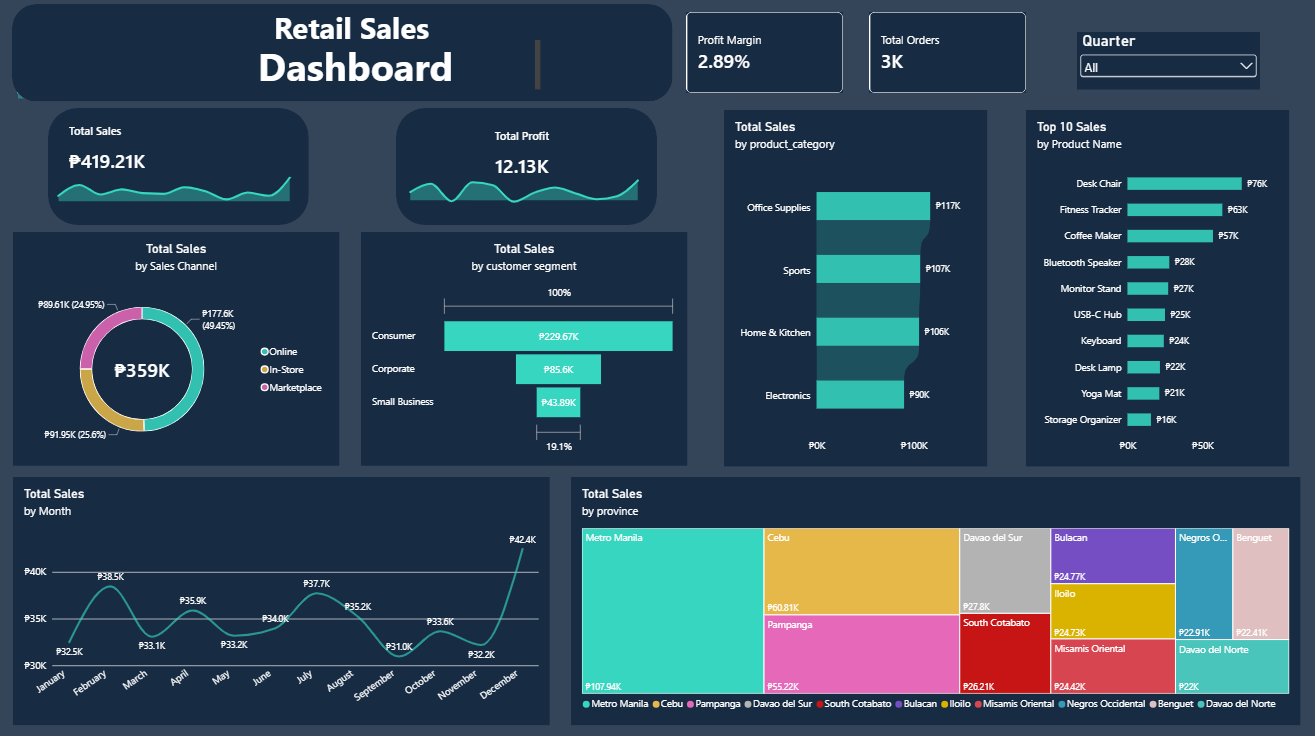 Retail Sales
Dashboard
Profit Margin
2.89%
Total Orders
3K
Quarter
All
Total Sales
₱419.21K
Total Profit
12.13K
Total Sales
by Sales Channel
₱89.61K (24.95%)
₱177.6K
(49.45%)
₱359K
₱91.95K (25.6%)
Online
In-Store
Marketplace
Total Sales
by customer segment
100%
Consumer
₱229.67K
Corporate
₱85.6K
Small Business
₱43.89K
19.1%
Total Sales
by product_category
Office Supplies
₱117K
Sports
₱107K
Home & Kitchen
₱106K
Electronics
₱90K
₱0K
₱100K
Top 10 Sales
by Product Name
Desk Chair
₱76K
Fitness Tracker
₱63K
Coffee Maker
₱57K
Bluetooth Speaker
₱28K
Monitor Stand
₱27K
USB-C Hub
₱25K
Keyboard
₱24K
Desk Lamp
₱22K
Yoga Mat
₱21K
Storage Organizer
₱16K
₱0K
₱50K
Total Sales
by Month
₱40K
₱35K
₱30K
₱32.5K
₱38.5K
₱33.1K
₱35.9K
₱33.2K
₱34.0K
₱37.7K
₱35.2K
₱31.0K
₱33.6K
₱32.2K
₱42.4K
January
February
March
April
May
June
July
August
September
October
November
December
Total Sales
by province
Metro Manila
₱107.94K
Cebu
₱60.81K
Pampanga
₱55.22K
Davao del Sur
₱27.8K
South Cotabato
₱26.21K
Bulacan
₱24.77K
Iloilo
₱24.73K
Misamis Oriental
₱24.42K
Negros O...
₱22.91K
Benguet
₱22.41K
Davao del Norte
₱22K
Metro Manila
Cebu
Pampanga
Davao del Sur
South Cotabato
Bulacan
Iloilo
Misamis Oriental
Negros Occidental
Benguet
Davao del Norte